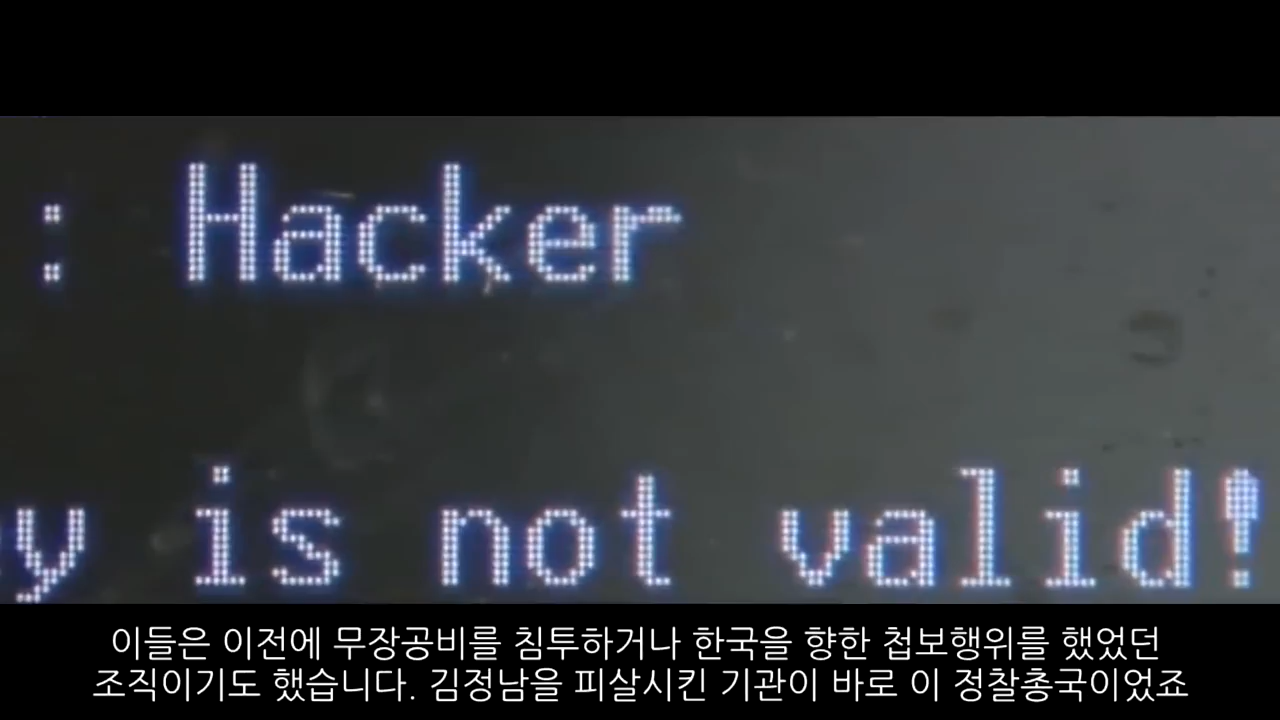 : Hacker
y is not valid!
이들은 이전에 무장공비를 침투하거나 한국을 향한 첩보행위를 했었던
조직이기도 했습니다. 김정남을 피살시킨 기관이 바로 이 정찰총국이었죠